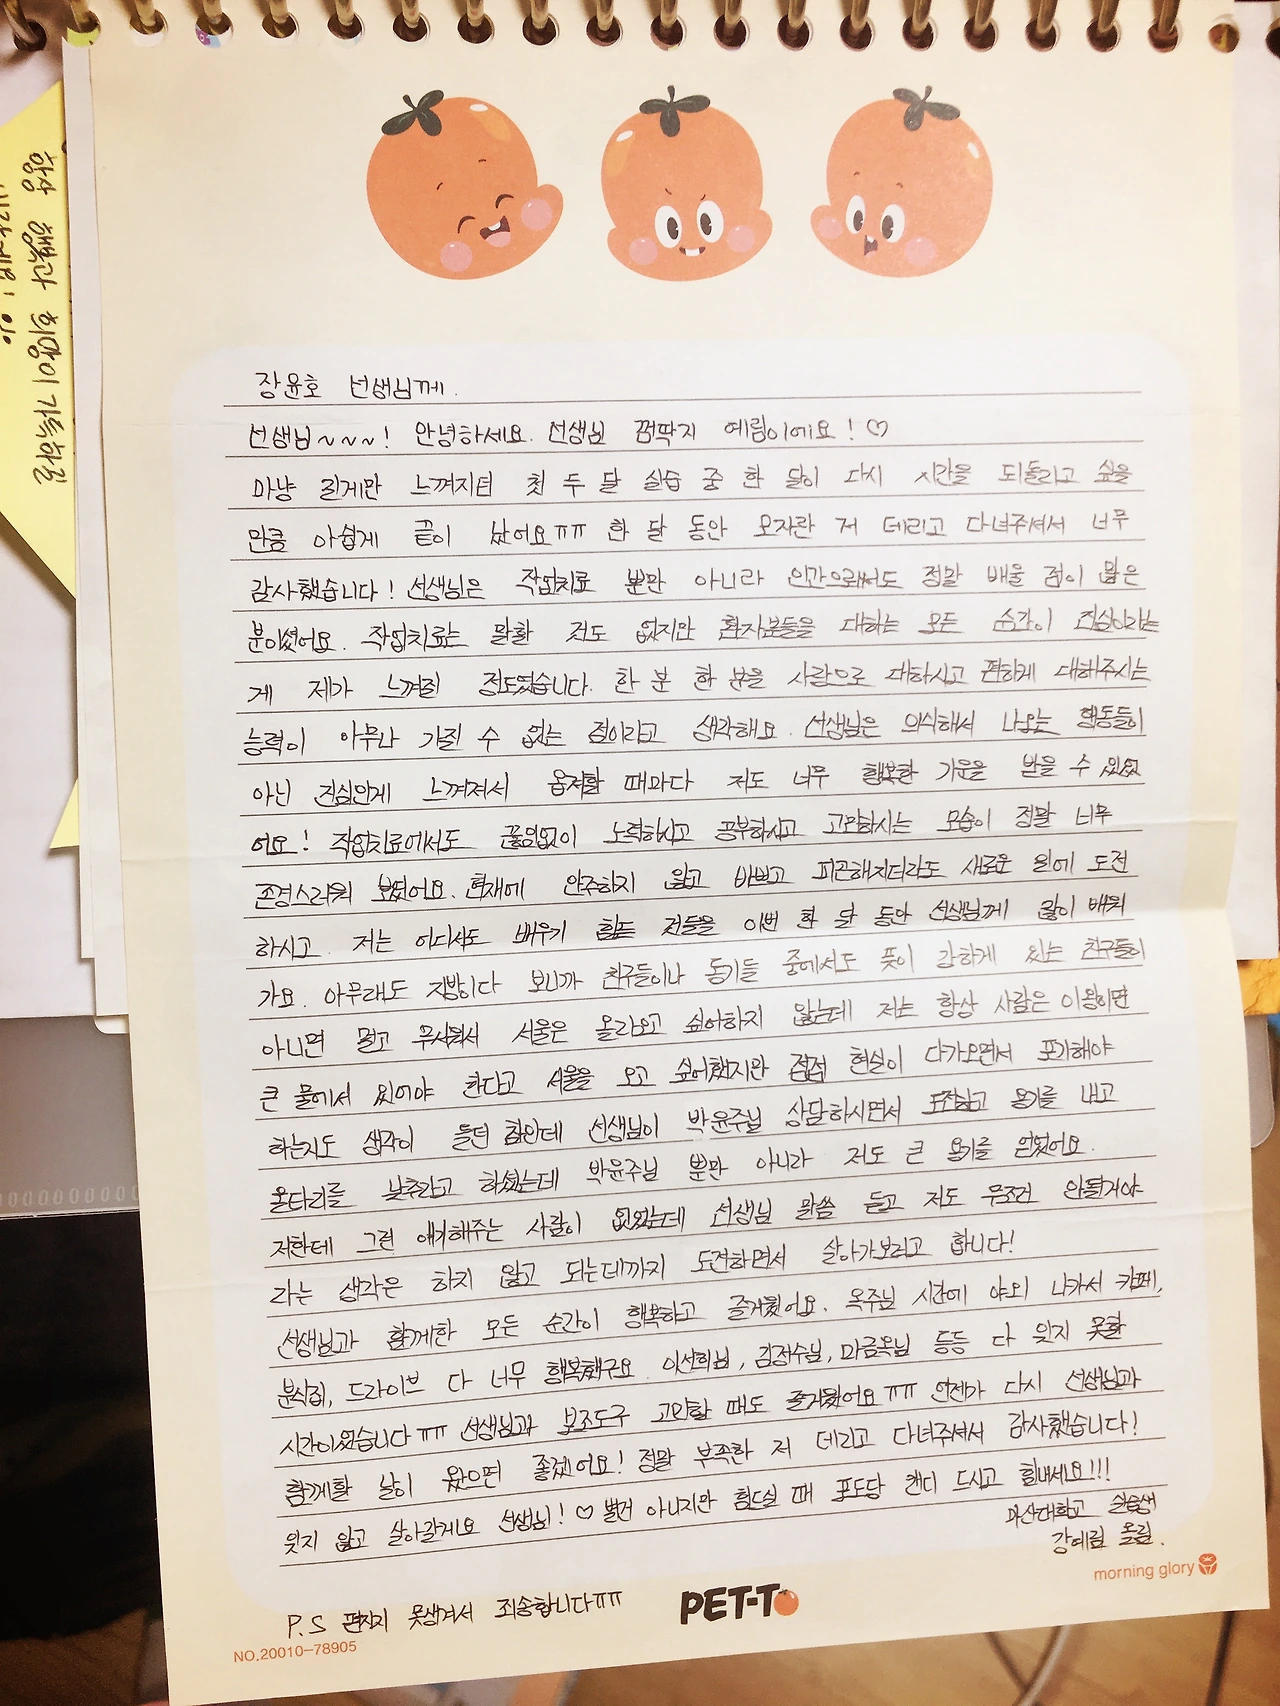 항상 행복과 희망이 가득하길
장윤호 선생님께.
선생님~~~! 안녕하세요. 선생님 껌딱지 예림이에요! ♡
마냥 길게만 느껴지던 첫 두 달 실습 중 한 달이 다시 시간을 되돌리고 싶을
만큼 아쉽게 끝이 났어요ㅠㅠ 한 달 동안 모자란 저 데리고 다녀주셔서 너무
감사했습니다! 선생님은 작업치료 뿐만 아니라 인간으로써도 정말 배울 점이 많은
분이셨어요. 작업치료는 말할 것도 없지만 환자분들을 대하는 모든 순간이 진심이라는
게 제가 느껴질 정도였습니다. 한 분 한 분을 사람으로 대하시고 편하게 대해주시는
능력이 아무나 가질 수 없는 점이라고 생각해요. 선생님은 의식해서 나오는 행동들이
아닌 진심인게 느껴져서 옵저할 때마다 저도 너무 행복한 기운을 받을 수 있었
어요! 작업치료에서도 끊임없이 노력하시고 공부하시고 고민하시는 모습이 정말 너무
존경스러워 보였어요. 현재에 안주하지 않고 바쁘고 피곤해지더라도 새로운 일에 도전
하시고. 저는 어디서도 배우기 힘든 것들을 이번 한 달 동안 선생님께 많이 배워
가요. 아무래도 지방이다 보니까 친구들이나 동기들 중에서도 뜻이 강하게 있는 친구들이
아니면 멀고 무서워서 서울은 올라오고 싶어하지 않는데 저는 항상 사람은 이왕이면
큰 물에서 있어야 한다고 서울을 오고 싶어했지만 점점 현실이 다가오면서 포기해야
하는지도 생각이 들던 참인데 선생님이 박윤주님 상담하시면서 도전하고 용기를 내고
울타리를 낮추라고 하셨는데 박윤주님 뿐만 아니라 저도 큰 용기를 얻었어요.
저한테 그런 얘기해주는 사람이 없었는데 선생님 말씀 듣고 저도 무조건 안될거야
라는 생각은 하지 않고 되는데까지 도전하면서 살아가보려고 합니다!
선생님과 함께한 모든 순간이 행복하고 즐거웠어요. 옥주님 시간에 야외 나가서 카페,
분식집, 드라이브 다 너무 행복했구요. 이선희님, 김정수님, 마금옥님 등등 다 잊지 못할
시간이었습니다ㅠㅠ 선생님과 보조도구 고민할 때도 즐거웠어요ㅠㅠ 언젠가 다시 선생님과
함께할 날이 왔으면 좋겠어요! 정말 부족한 저 데리고 다녀주셔서 감사했습니다!
잊지 않고 살아갈게요 선생님! ♡ 별건 아니지만 힘드실 때 포도당 캔디 드시고 힘내세요!!!
마산대학교 실습생
강예림 올림.
morning glory
P.S 편지지 못생겨서 죄송합니다ㅠㅠ
PET-TO
NO.20010-78905